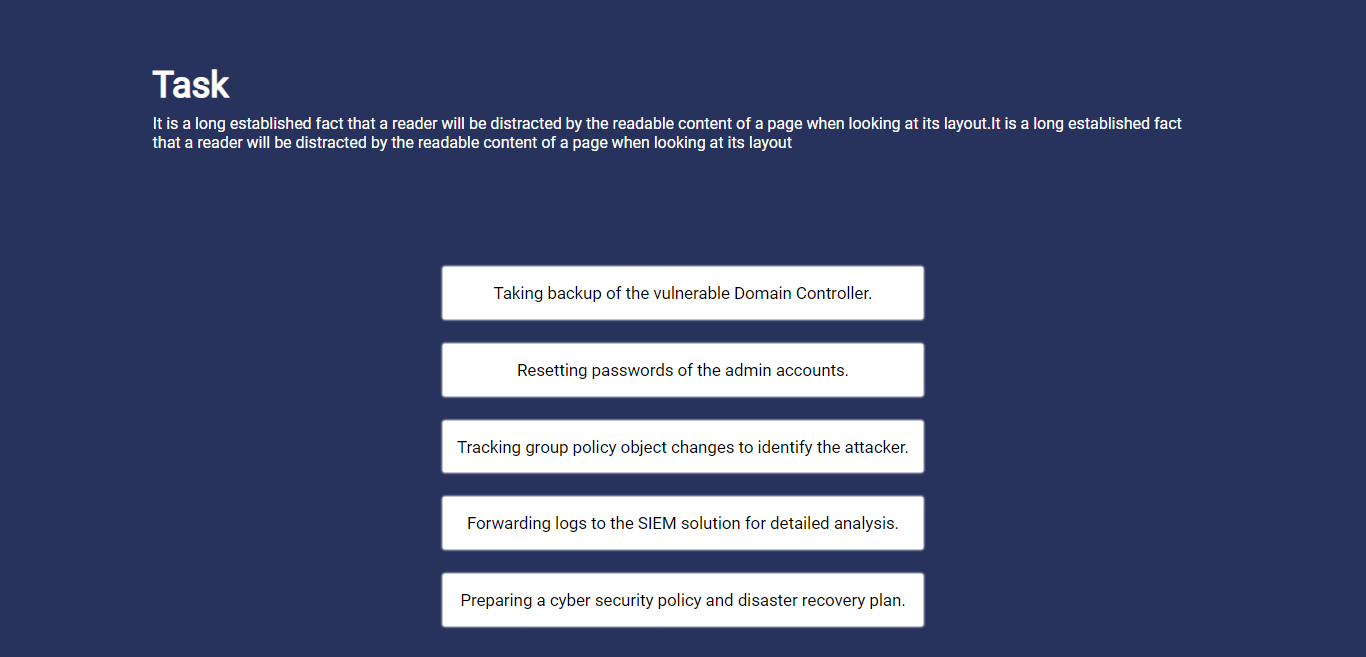 Task
It is a long established fact that a reader will be distracted by the readable content of a page when looking at its layout.It is a long established fact
that a reader will be distracted by the readable content of a page when looking at its layout
Taking backup of the vulnerable Domain Controller.
Resetting passwords of the admin accounts.
Tracking group policy object changes to identify the attacker.
Forwarding logs to the SIEM solution for detailed analysis.
Preparing a cyber security policy and disaster recovery plan.